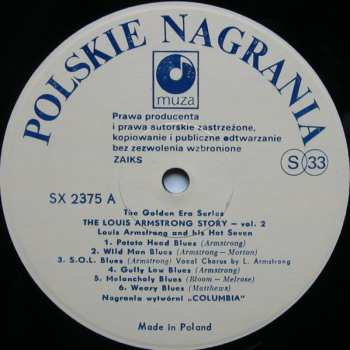 POLSKIE NAGRANIA
muza
Prawa producenta
i prawa autorskie zastrzeżone,
kopiowanie i publiczne odtwarzanie
bez zezwolenia wzbronione
ZAIKS
S 33
SX 2375 A
The Golden Era Series
THE LOUIS ARMSTRONG STORY – vol. 2
Louis Armstrong and his Hot Seven
1. Potato Head Blues (Armstrong)
2. Wild Man Blues (Armstrong – Morton)
3. S.O.L. Blues (Armstrong) Vocal Chorus by L. Armstrong
4. Gully Low Blues (Armstrong)
5. Melancholy Blues (Bloom – Melrose)
6. Weary Blues (Matthews)
Nagrania wytwórni „COLUMBIA”
Made in Poland